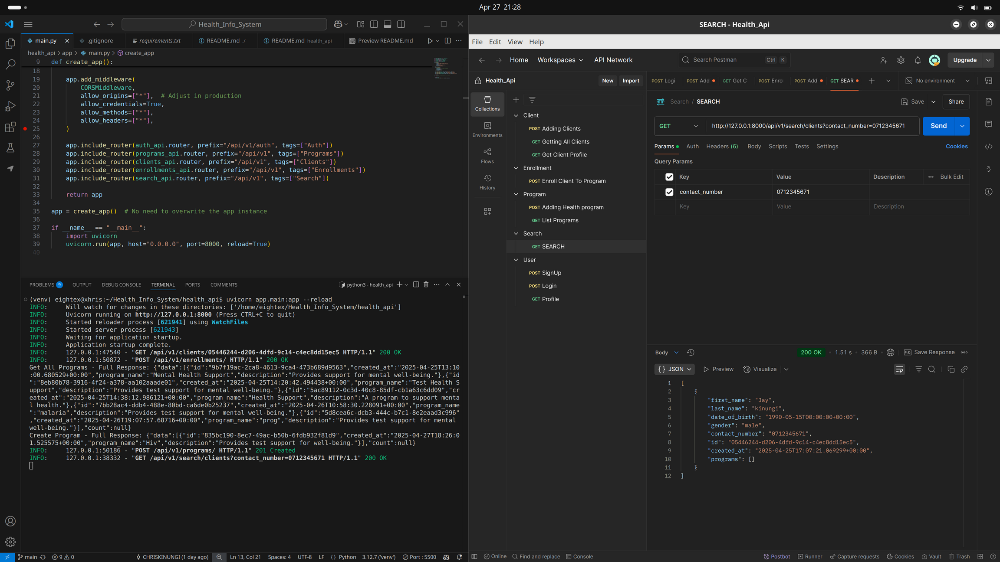 Apr 27 21:28
Health_Info_System
main.py
.gitignore
requirements.txt
README.md ./
README.md health_api
Preview README.md
health_api > app > main.py > create_app
9 def create_app():
18
19 app.add_middleware(
20 CORSMiddleware,
21 allow_origins=["*"], # Adjust in production
22 allow_credentials=True,
23 allow_methods=["*"],
24 allow_headers=["*"],
25 )
26
27 app.include_router(auth_api.router, prefix="/api/v1/auth", tags=["Auth"])
28 app.include_router(programs_api.router, prefix="/api/v1", tags=["Programs"])
29 app.include_router(clients_api.router, prefix="/api/v1", tags=["Clients"])
30 app.include_router(enrollments_api.router, prefix="/api/v1", tags=["Enrollments"])
31 app.include_router(search_api.router, prefix="/api/v1", tags=["Search"])
32
33 return app
34
35 app = create_app() # No need to overwrite the app instance
36
37 if __name__ == "__main__":
38 import uvicorn
39 uvicorn.run(app, host="0.0.0.0", port=8000, reload=True)
40
PROBLEMS 9 OUTPUT DEBUG CONSOLE TERMINAL PORTS COMMENTS
python3 - health_api
(venv) eightex@xhris:~/Health_Info_System/health_api$ uvicorn app.main:app --reload
INFO: Will watch for changes in these directories: ['/home/eightex/Health_Info_System/health_api']
INFO: Uvicorn running on http://127.0.0.1:8000 (Press CTRL+C to quit)
INFO: Started reloader process [621941] using WatchFiles
INFO: Started server process [621943]
INFO: Waiting for application startup.
INFO: Application startup complete.
INFO: 127.0.0.1:47540 - "GET /api/v1/clients/05446244-d206-4dfd-9c14-c4ec8dd15ec5 HTTP/1.1" 200 OK
INFO: 127.0.0.1:50872 - "POST /api/v1/enrollments/ HTTP/1.1" 200 OK
Get All Programs - Full Response: {"data":[{"id":"9b7f19ac-2ca8-4613-9ca4-473b689d9563","created_at":"2025-04-25T13:10
:00.680529+00:00","program_name":"Mental Health Support","description":"Provides support for mental well-being."},{"id
":"8eb80b78-3916-4f24-a378-aa102aaade01","created_at":"2025-04-25T14:20:42.494438+00:00","program_name":"Test Health S
upport","description":"Provides test support for mental well-being."},{"id":"5ac89112-0c3d-40c8-85df-cb1a63c6dd09","cr
eated_at":"2025-04-25T14:38:12.986121+00:00","program_name":"Health Support","description":"A program to support menta
l health."},{"id":"7bb28ac4-ddb4-488e-80bd-ca6de0b25237","created_at":"2025-04-26T10:58:30.228091+00:00","program_name
":"malaria","description":"Provides test support for mental well-being."},{"id":"5d8cea6c-dcb3-444c-b7c1-8e2eaad3c996"
,"created_at":"2025-04-26T19:07:57.68716+00:00","program_name":"prog","description":"Provides test support for mental
well-being."}],"count":null}
Create Program - Full Response: {"data":[{"id":"835bc190-8ec7-49ac-b50b-6fdb932f81d9","created_at":"2025-04-27T18:26:0
1.525575+00:00","program_name":"Hiv","description":"Provides test support for well-being."}],"count":null}
INFO: 127.0.0.1:50186 - "POST /api/v1/programs/ HTTP/1.1" 201 Created
INFO: 127.0.0.1:38332 - "GET /api/v1/search/clients?contact_number=0712345671 HTTP/1.1" 200 OK
main 9 0 CHRISKINUNGI (1 day ago) Ln 13, Col 21 Spaces: 4 UTF-8 LF {} Python 3.12.7 ('venv') Port : 5500
SEARCH - Health_Api
File Edit View Help
Home Workspaces API Network
Search Postman Ctrl K
Upgrade
Health_Api
New Import
POST Logi POST Add GET Get C POST Enrol POST Add GET SEAR
No environment
Collections
Environments
Flows
History
Client
POST Adding Clients
GET Getting All Clients
GET Get Client Profile
Enrollment
POST Enroll Client To Program
Program
POST Adding Health program
GET List Programs
Search
GET SEARCH
User
POST SignUp
POST Login
GET Profile
HTTP Search / SEARCH
Save Share
GET http://127.0.0.1:8000/api/v1/search/clients?contact_number=0712345671 Send
Params Auth Headers (6) Body Scripts Tests Settings Cookies
Query Params
Key Value Description Bulk Edit
contact_number 0712345671
Key Value Description
Body 200 OK 1.51 s 366 B e.g. Save Response
{} JSON Preview Visualize
1 [
2 {
3 "first_name": "Jay",
4 "last_name": "kinungi",
5 "date_of_birth": "1990-05-15T00:00:00+00:00",
6 "gender": "male",
7 "contact_number": "0712345671",
8 "id": "05446244-d206-4dfd-9c14-c4ec8dd15ec5",
9 "created_at": "2025-04-25T17:07:21.069299+00:00",
10 "programs": []
11 }
12 ]
Online Find and replace Console Postbot Runner Capture requests Cookies Vault Trash